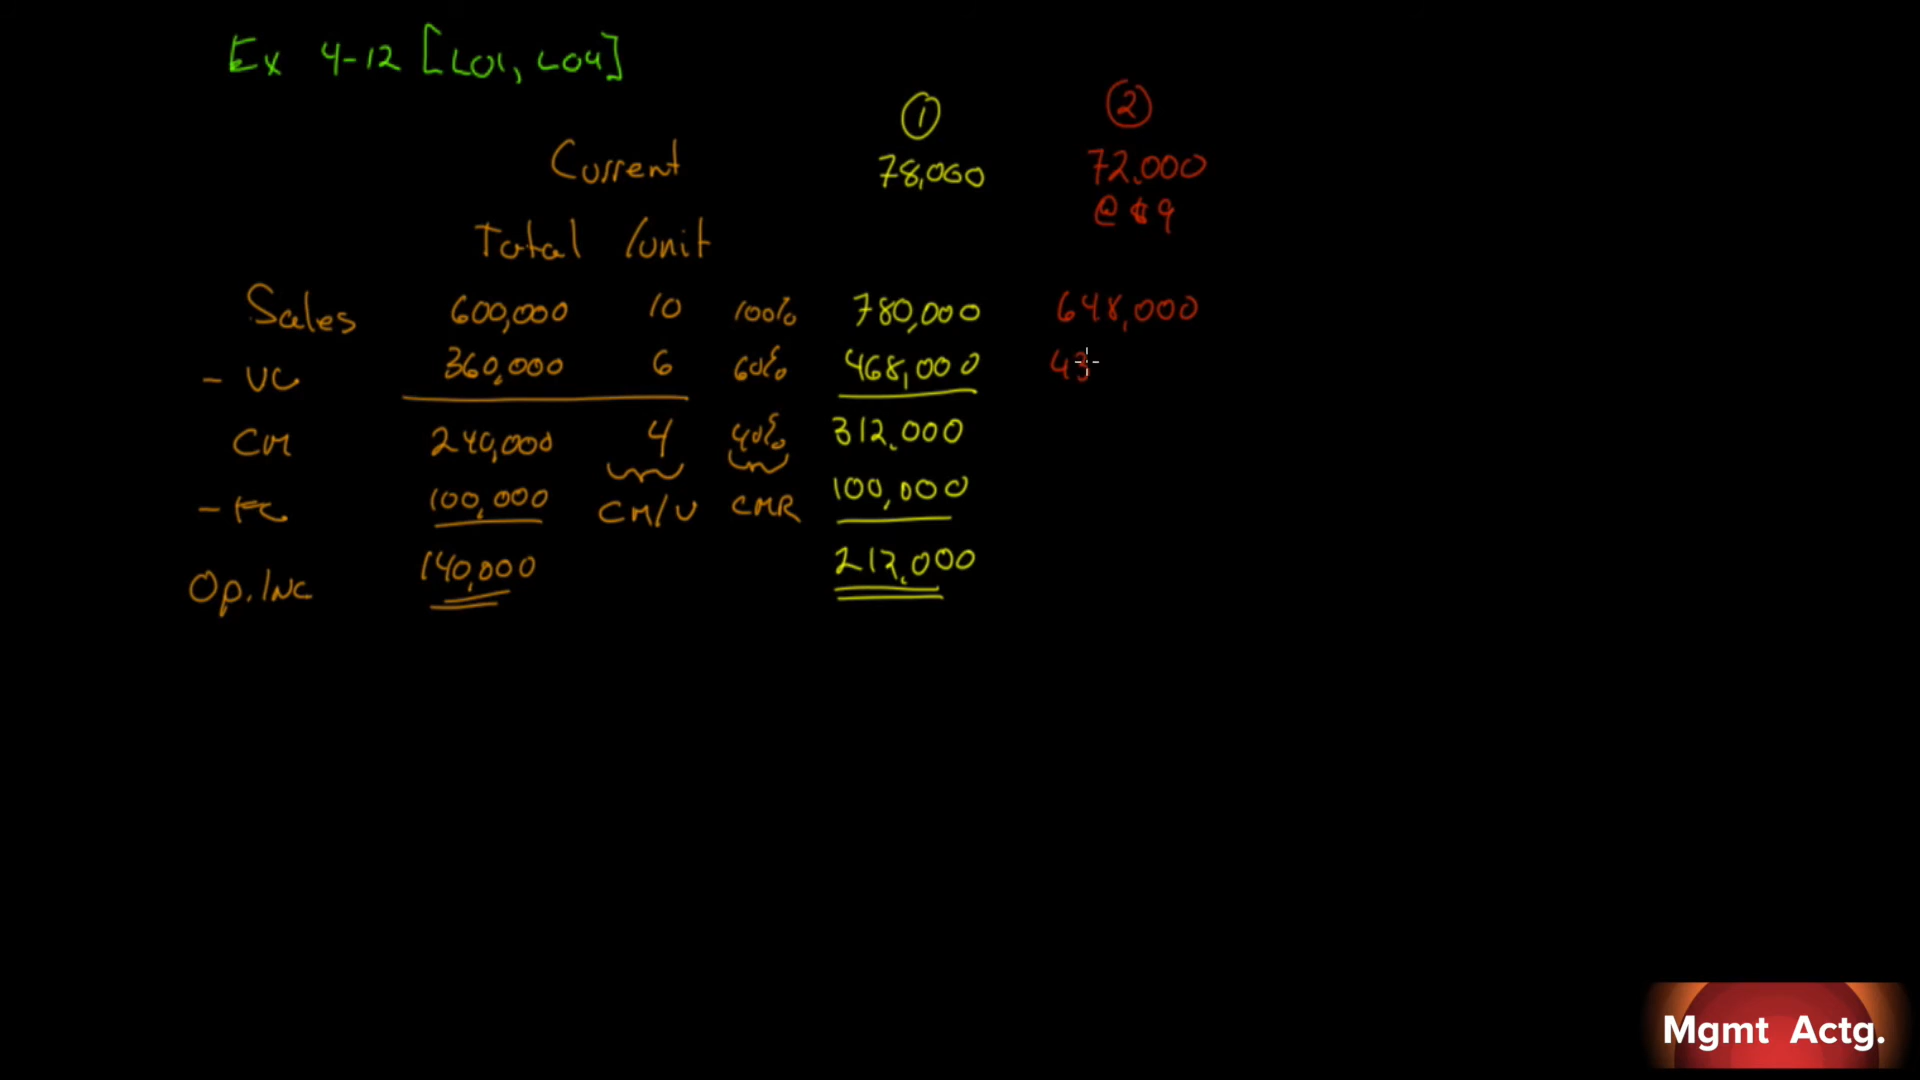 Ex 4-12 [LO1, LO4]
① ②
Current 78,000 72,000
@ $9
Total /unit
Sales 600,000 10 100% 780,000 648,000
- VC 360,000 6 60% 468,000 43
CM 240,000 4 40% 312,000
- FC 100,000 CM/U CMR 100,000
Op. Inc 140,000 212,000
Mgmt Actg.